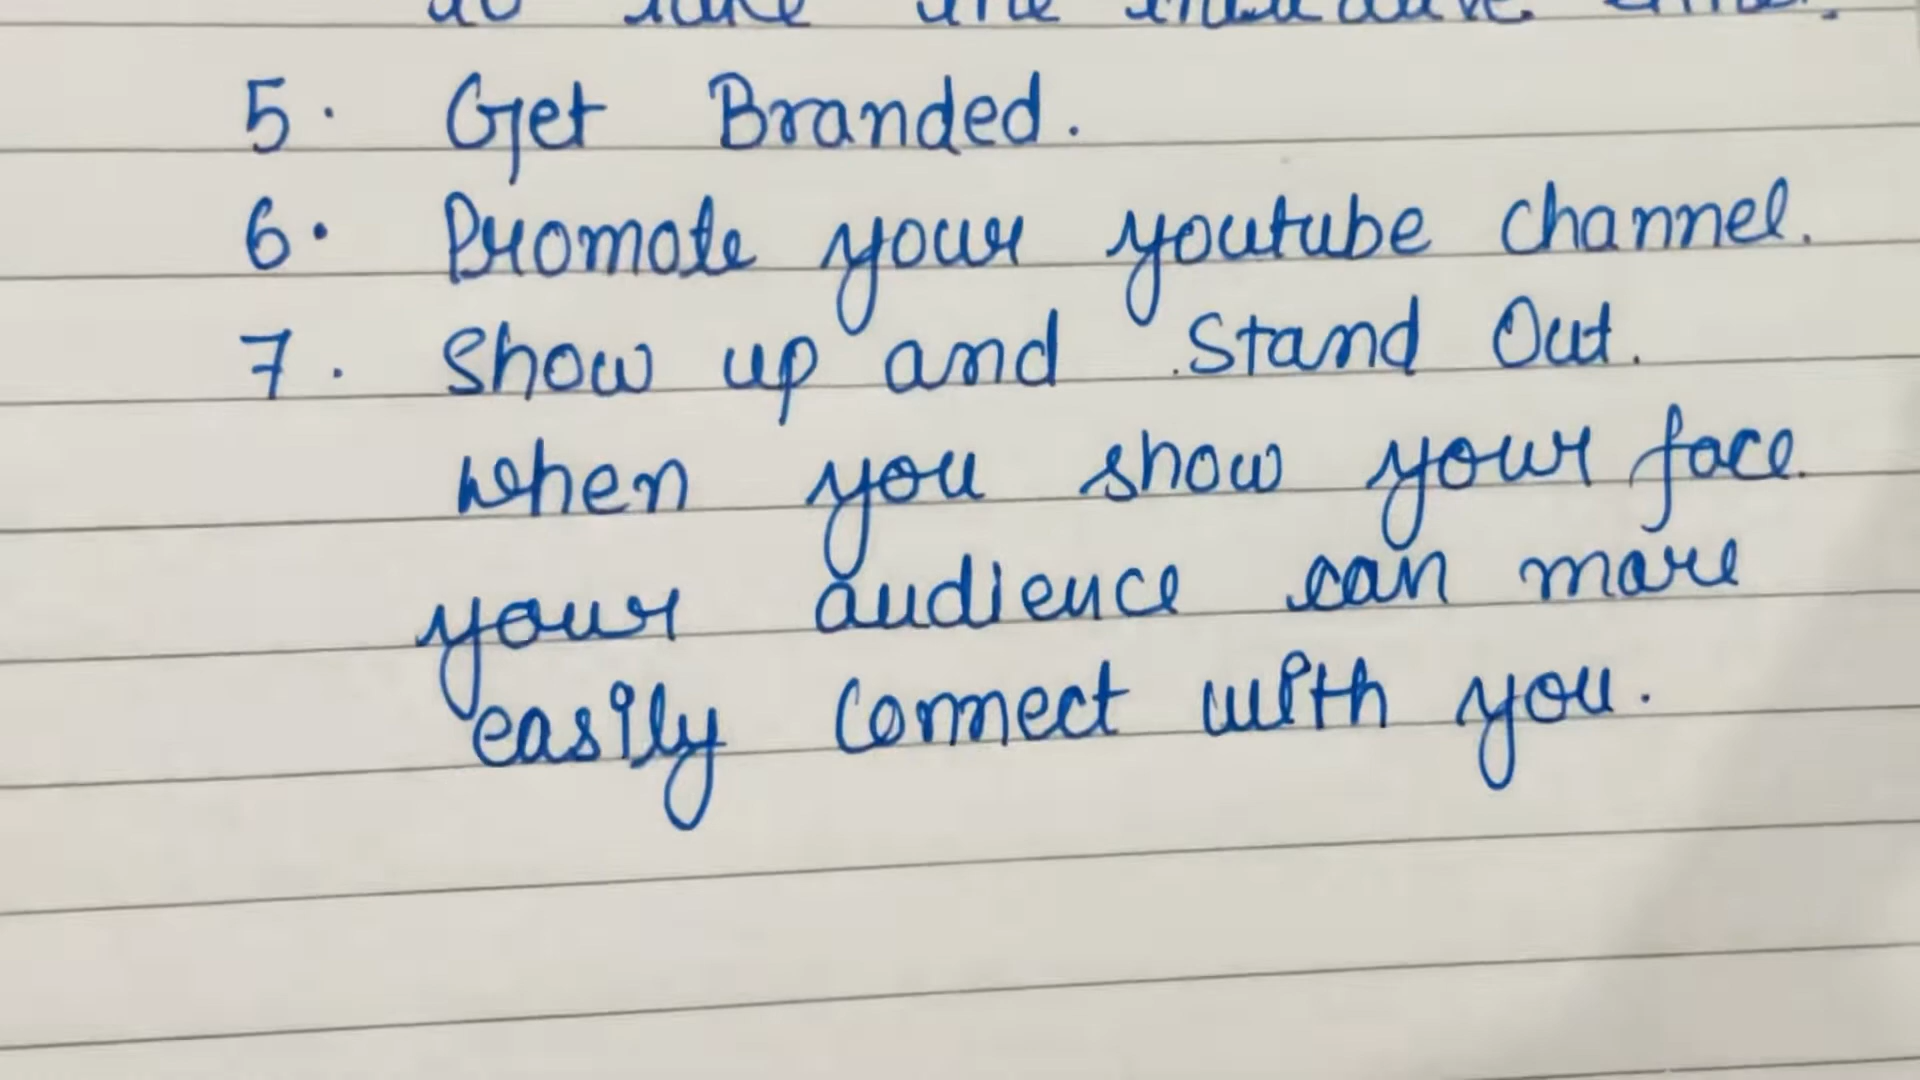 5. Get Branded.
6. Promote your youtube channel.
7. Show up and Stand Out.
when you show your face
your audience can more
easily connect with you.